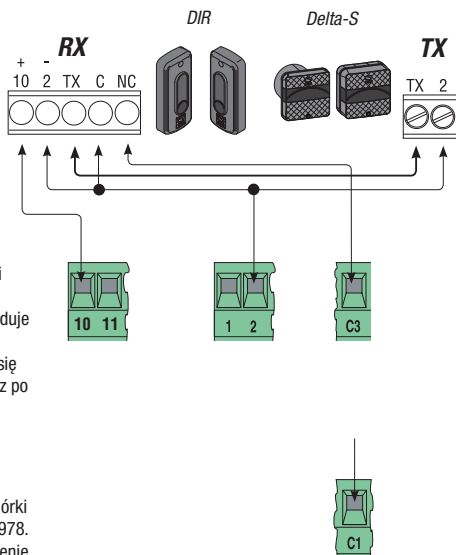 DIR
Delta-S
RX
TX
+ -
10 2 TX C NC
TX 2
10 11
1 2
C3
i
duje
się
z po
órki
978.
enie
C1